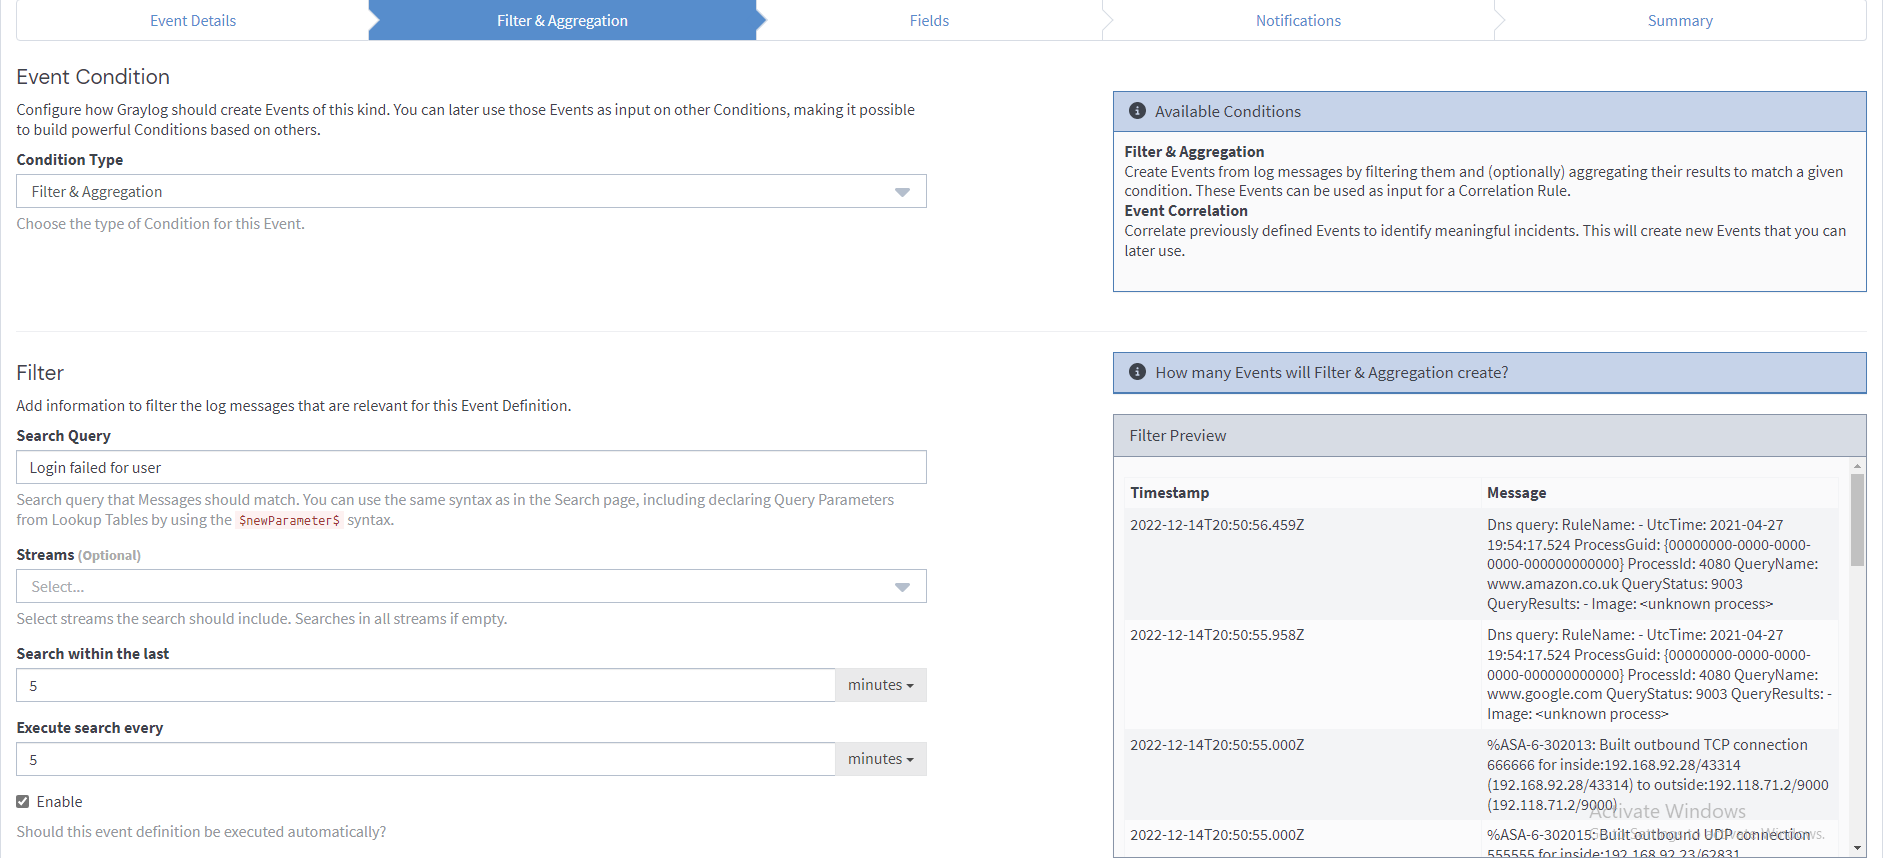 Event Details
Filter & Aggregation
Fields
Notifications
Summary
Event Condition
Configure how Graylog should create Events of this kind. You can later use those Events as input on other Conditions, making it possible
to build powerful Conditions based on others.
Condition Type
Filter & Aggregation
Choose the type of Condition for this Event.
Available Conditions
Filter & Aggregation
Create Events from log messages by filtering them and (optionally) aggregating their results to match a given
condition. These Events can be used as input for a Correlation Rule.
Event Correlation
Correlate previously defined Events to identify meaningful incidents. This will create new Events that you can
later use.
Filter
Add information to filter the log messages that are relevant for this Event Definition.
Search Query
Login failed for user
Search query that Messages should match. You can use the same syntax as in the Search page, including declaring Query Parameters
from Lookup Tables by using the $newParameter$ syntax.
Streams (Optional)
Select...
Select streams the search should include. Searches in all streams if empty.
Search within the last
5
minutes
Execute search every
5
minutes
Enable
Should this event definition be executed automatically?
How many Events will Filter & Aggregation create?
Filter Preview
Timestamp
Message
2022-12-14T20:50:56.459Z
Dns query: RuleName: - UtcTime: 2021-04-27
19:54:17.524 ProcessGuid: {00000000-0000-0000-
0000-000000000000} ProcessId: 4080 QueryName:
www.amazon.co.uk QueryStatus: 9003
QueryResults: - Image: <unknown process>
2022-12-14T20:50:55.958Z
Dns query: RuleName: - UtcTime: 2021-04-27
19:54:17.524 ProcessGuid: {00000000-0000-0000-
0000-000000000000} ProcessId: 4080 QueryName:
www.google.com QueryStatus: 9003 QueryResults: -
Image: <unknown process>
2022-12-14T20:50:55.000Z
%ASA-6-302013: Built outbound TCP connection
666666 for inside:192.168.92.28/43314
(192.168.92.28/43314) to outside:192.118.71.2/9000
(192.118.71.2/9000)
2022-12-14T20:50:55.000Z
%ASA-6-302015: Built outbound UDP connection
555555 for inside:192.168.92.23/62831
Activate Windows
Go to Settings to activate Windows.